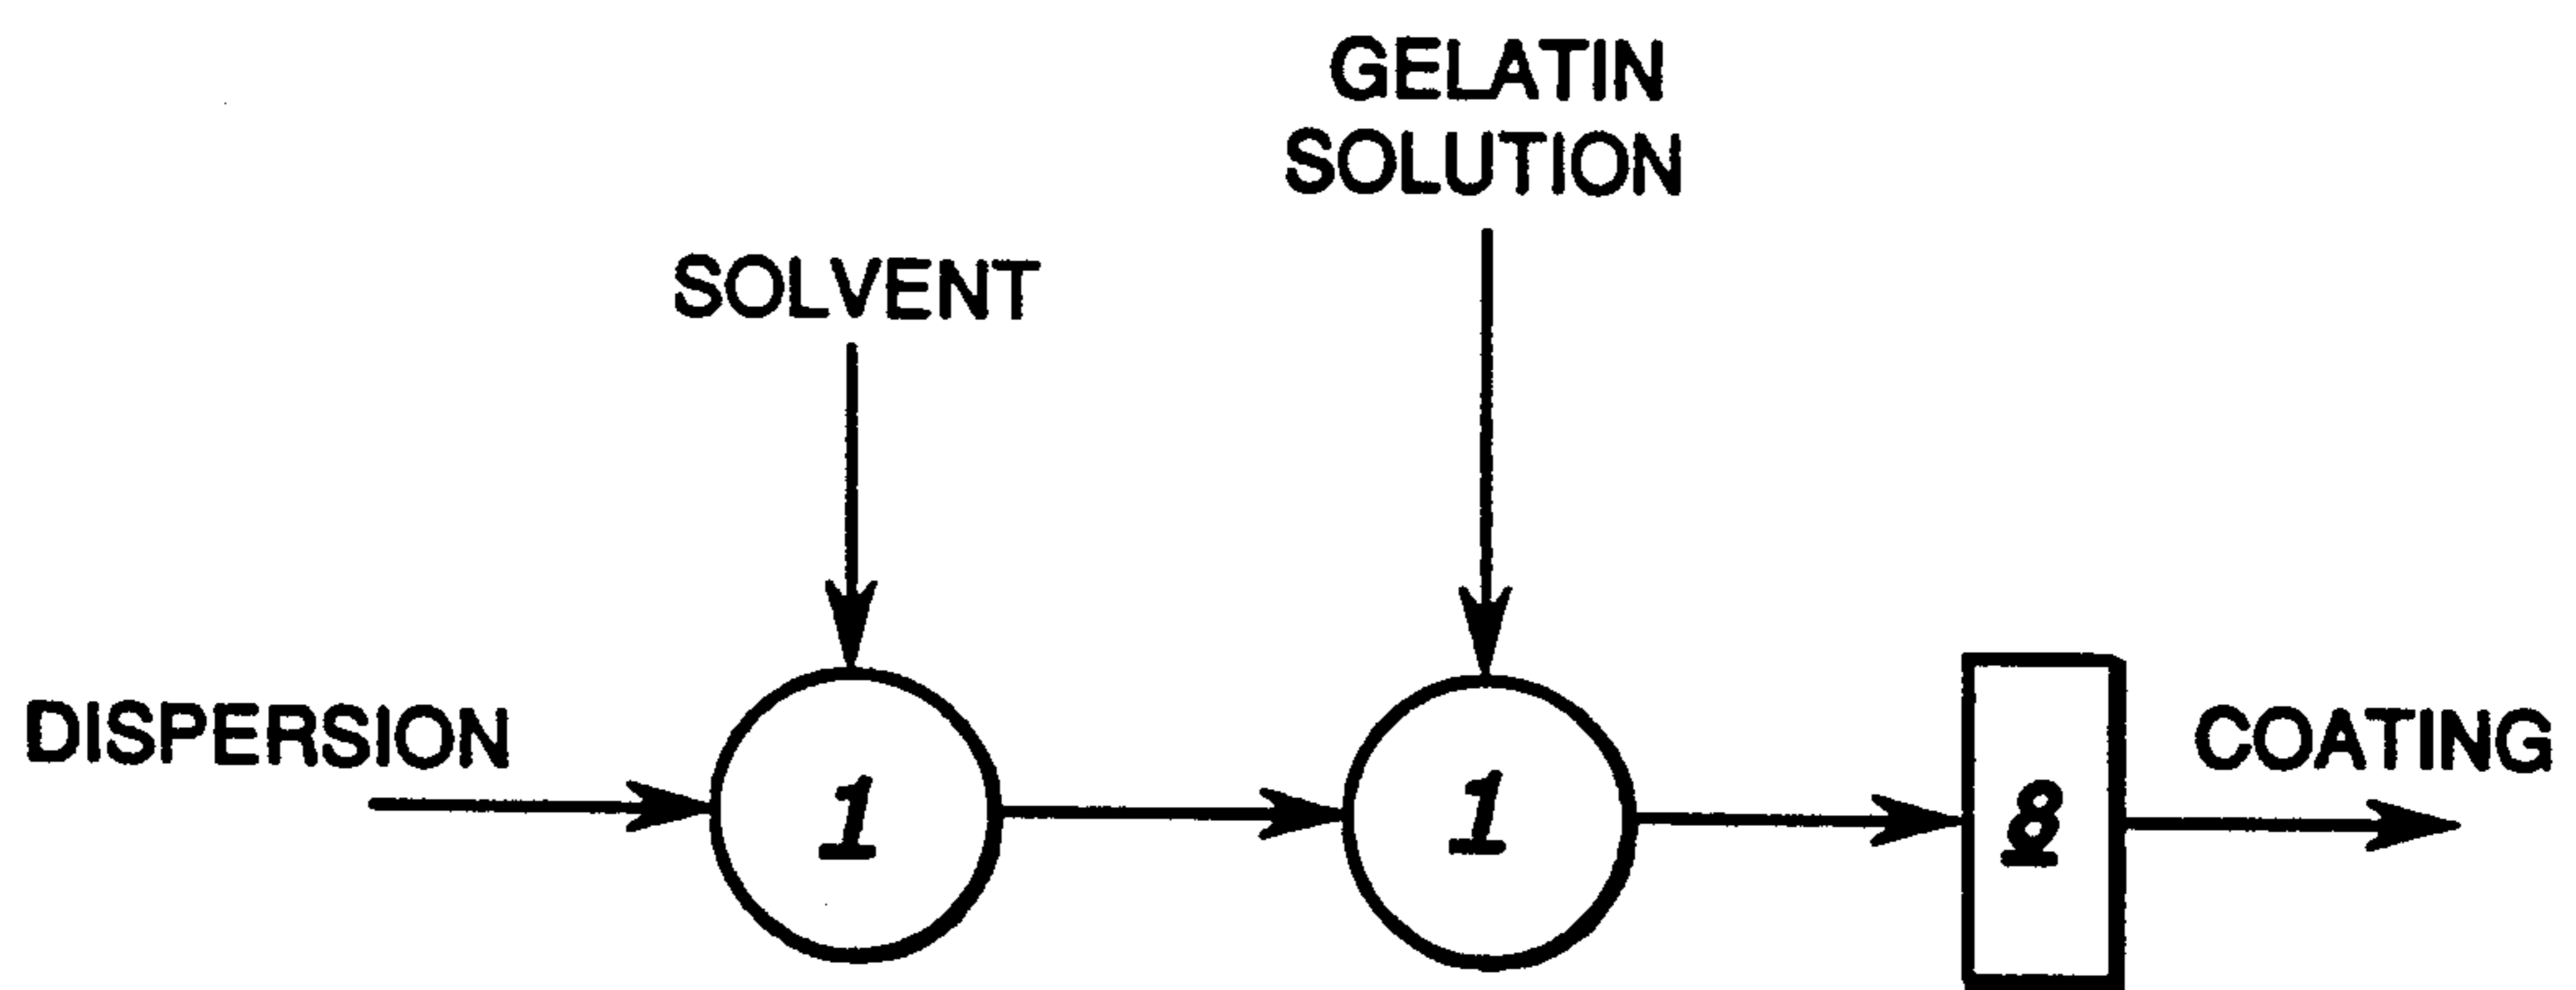 GELATIN
SOLUTION
SOLVENT
DISPERSION
COATING
1
1
8